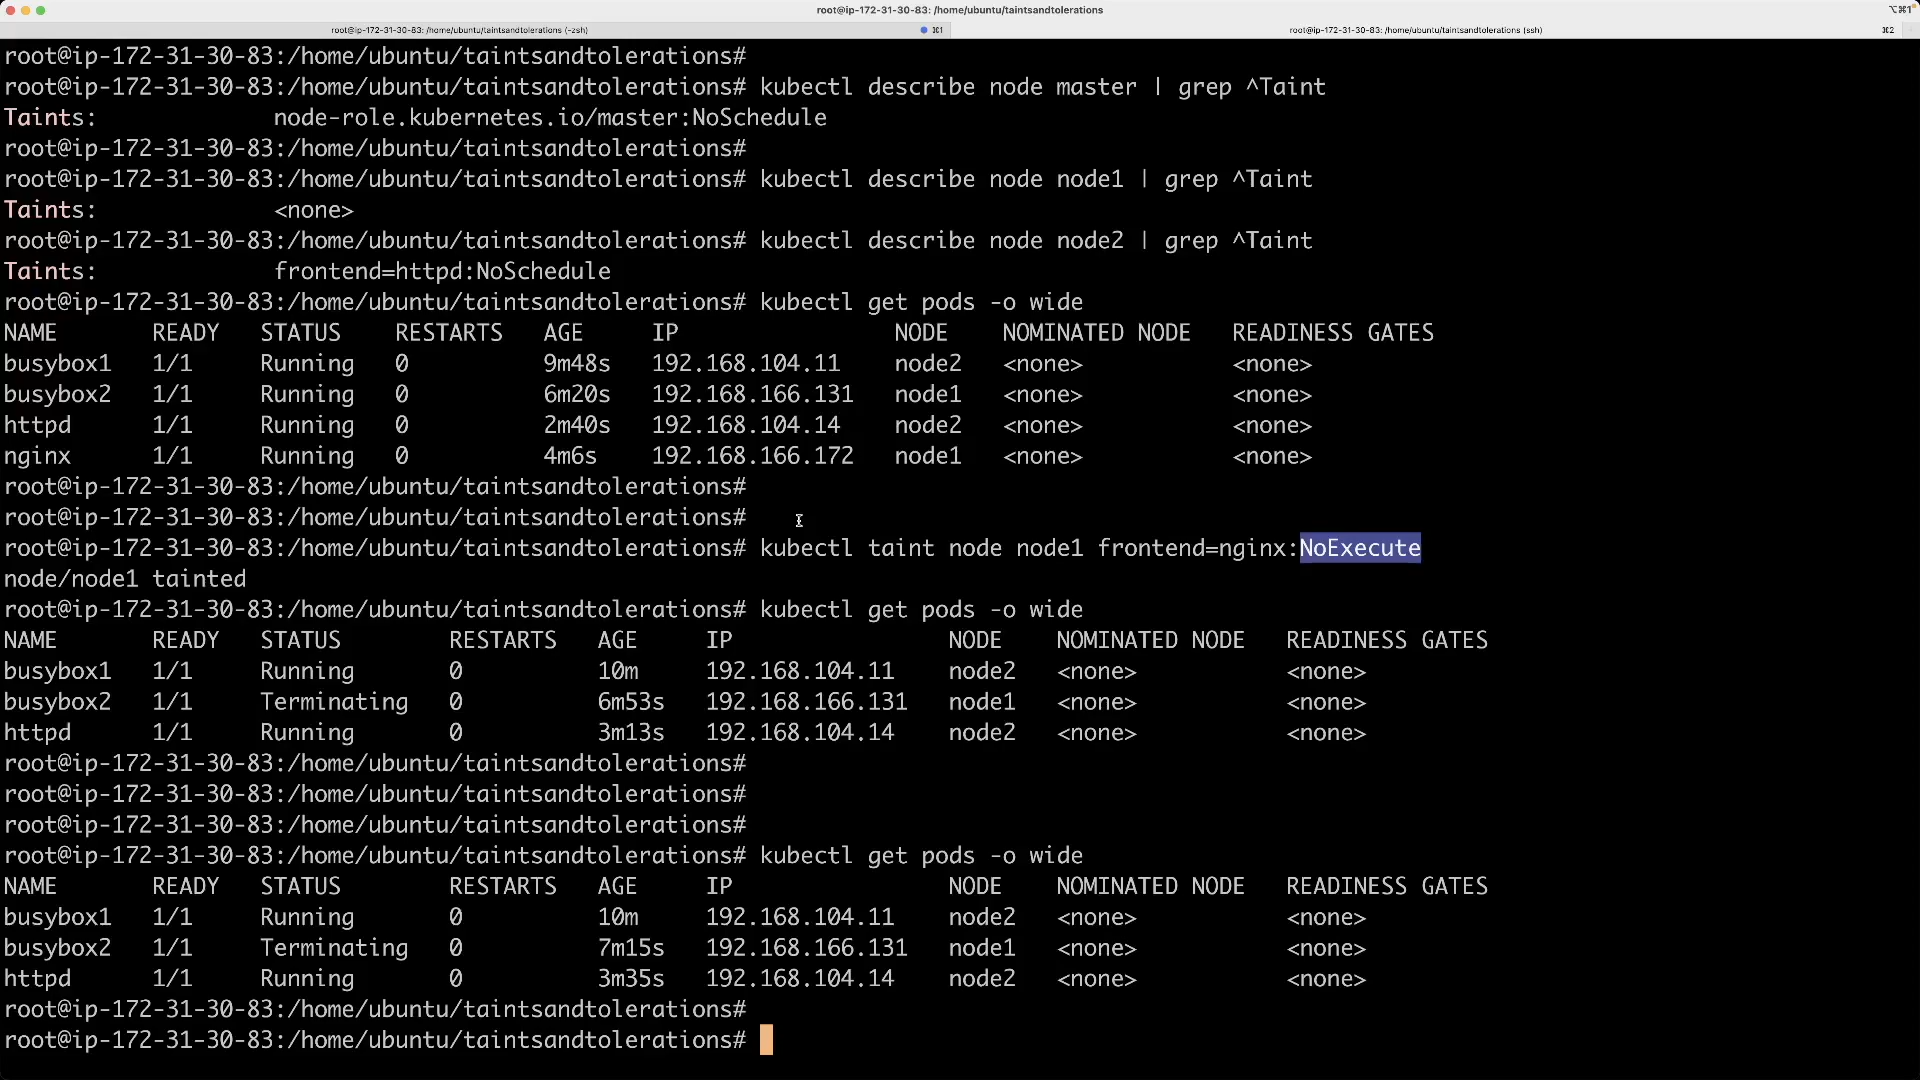 root@ip-172-31-30-83: /home/ubuntu/taintsandtolerations
⌥⌘1
root@ip-172-31-30-83: /home/ubuntu/taintsandtolerations (-zsh)
⌘1
root@ip-172-31-30-83: /home/ubuntu/taintsandtolerations (ssh)
⌘2
root@ip-172-31-30-83:/home/ubuntu/taintsandtolerations#
root@ip-172-31-30-83:/home/ubuntu/taintsandtolerations# kubectl describe node master | grep ^Taint
Taints:             node-role.kubernetes.io/master:NoSchedule
root@ip-172-31-30-83:/home/ubuntu/taintsandtolerations#
root@ip-172-31-30-83:/home/ubuntu/taintsandtolerations# kubectl describe node node1 | grep ^Taint
Taints:             <none>
root@ip-172-31-30-83:/home/ubuntu/taintsandtolerations# kubectl describe node node2 | grep ^Taint
Taints:             frontend=httpd:NoSchedule
root@ip-172-31-30-83:/home/ubuntu/taintsandtolerations# kubectl get pods -o wide
NAME       READY   STATUS    RESTARTS   AGE     IP                NODE    NOMINATED NODE   READINESS GATES
busybox1   1/1     Running   0          9m48s   192.168.104.11    node2   <none>           <none>
busybox2   1/1     Running   0          6m20s   192.168.166.131   node1   <none>           <none>
httpd      1/1     Running   0          2m40s   192.168.104.14    node2   <none>           <none>
nginx      1/1     Running   0          4m6s    192.168.166.172   node1   <none>           <none>
root@ip-172-31-30-83:/home/ubuntu/taintsandtolerations#
root@ip-172-31-30-83:/home/ubuntu/taintsandtolerations#
root@ip-172-31-30-83:/home/ubuntu/taintsandtolerations# kubectl taint node node1 frontend=nginx:NoExecute
node/node1 tainted
root@ip-172-31-30-83:/home/ubuntu/taintsandtolerations# kubectl get pods -o wide
NAME       READY   STATUS        RESTARTS   AGE     IP                NODE    NOMINATED NODE   READINESS GATES
busybox1   1/1     Running       0          10m     192.168.104.11    node2   <none>           <none>
busybox2   1/1     Terminating   0          6m53s   192.168.166.131   node1   <none>           <none>
httpd      1/1     Running       0          3m13s   192.168.104.14    node2   <none>           <none>
root@ip-172-31-30-83:/home/ubuntu/taintsandtolerations#
root@ip-172-31-30-83:/home/ubuntu/taintsandtolerations#
root@ip-172-31-30-83:/home/ubuntu/taintsandtolerations#
root@ip-172-31-30-83:/home/ubuntu/taintsandtolerations# kubectl get pods -o wide
NAME       READY   STATUS        RESTARTS   AGE     IP                NODE    NOMINATED NODE   READINESS GATES
busybox1   1/1     Running       0          10m     192.168.104.11    node2   <none>           <none>
busybox2   1/1     Terminating   0          7m15s   192.168.166.131   node1   <none>           <none>
httpd      1/1     Running       0          3m35s   192.168.104.14    node2   <none>           <none>
root@ip-172-31-30-83:/home/ubuntu/taintsandtolerations#
root@ip-172-31-30-83:/home/ubuntu/taintsandtolerations#